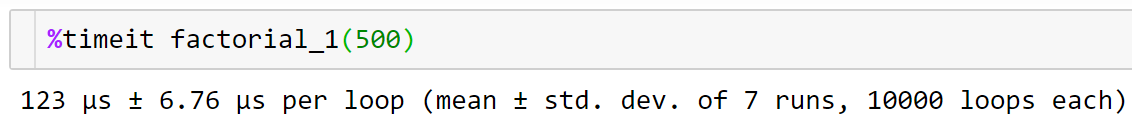 %timeit factorial_1(500)
123 µs ± 6.76 µs per loop (mean ± std. dev. of 7 runs, 10000 loops each)